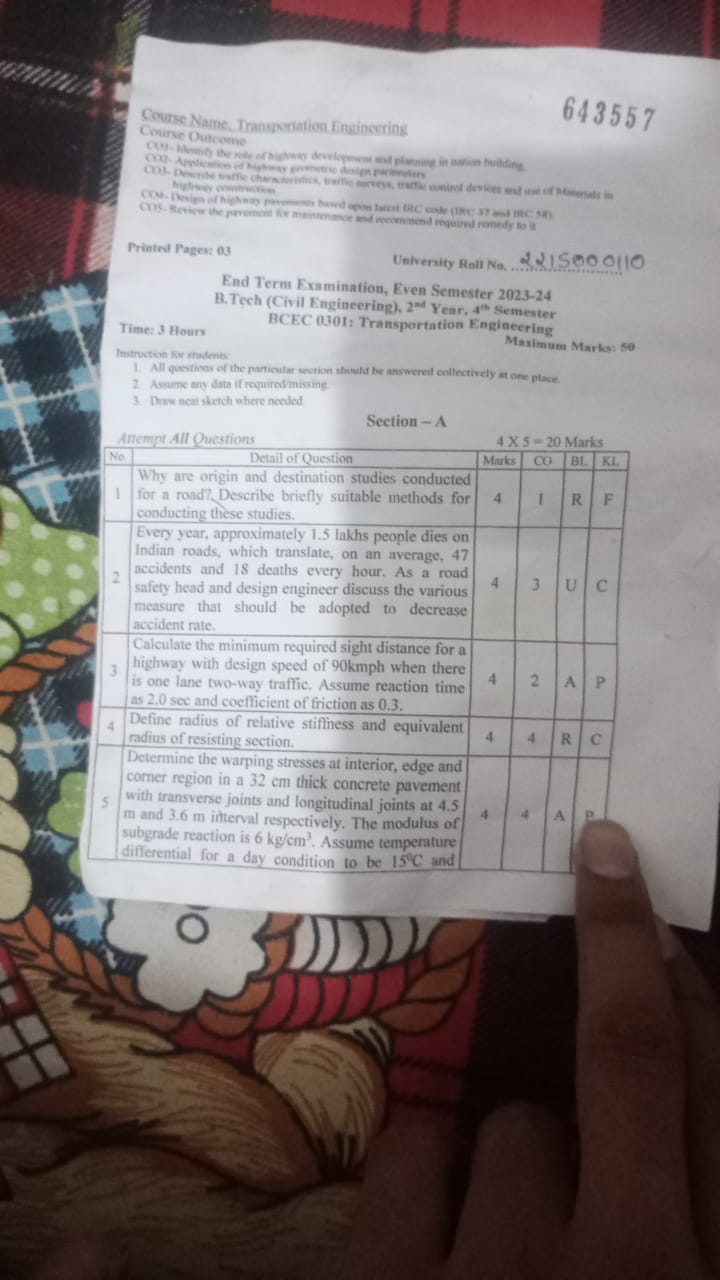 643557
Course Name: Transportation Engineering
Course Outcome
CO1- Identify the role of highway development and planning in nation building.
CO2- Application of highway geometric design parameters.
CO3- Describe traffic characteristics, traffic surveys, traffic control devices and use of Materials in
highway construction
CO4- Design of highway pavements based upon latest IRC code (IRC 37 and IRC 58)
CO5- Review the pavement for maintenance and recommend required remedy to it
Printed Pages: 03
University Roll No. 2215000110
End Term Examination, Even Semester 2023-24
B.Tech (Civil Engineering), 2nd Year, 4th Semester
BCEC 0301: Transportation Engineering
Time: 3 Hours
Maximum Marks: 50
Instruction for students:
1. All questions of the particular section should be answered collectively at one place.
2. Assume any data if required/missing.
3. Draw neat sketch where needed.
Section – A
Attempt All Questions 4 X 5 = 20 Marks
No. Detail of Question Marks CO BL KL
Why are origin and destination studies conducted
1 for a road? Describe briefly suitable methods for 4 1 R F
conducting these studies.
Every year, approximately 1.5 lakhs people dies on
Indian roads, which translate, on an average, 47
accidents and 18 deaths every hour. As a road
2 safety head and design engineer discuss the various 4 3 U C
measure that should be adopted to decrease
accident rate.
Calculate the minimum required sight distance for a
3 highway with design speed of 90kmph when there
is one lane two-way traffic. Assume reaction time 4 2 A P
as 2.0 sec and coefficient of friction as 0.3.
4 Define radius of relative stiffness and equivalent
radius of resisting section. 4 4 R C
Determine the warping stresses at interior, edge and
corner region in a 32 cm thick concrete pavement
5 with transverse joints and longitudinal joints at 4.5 4 4 A P
m and 3.6 m interval respectively. The modulus of
subgrade reaction is 6 kg/cm³. Assume temperature
differential for a day condition to be 15⁰C and